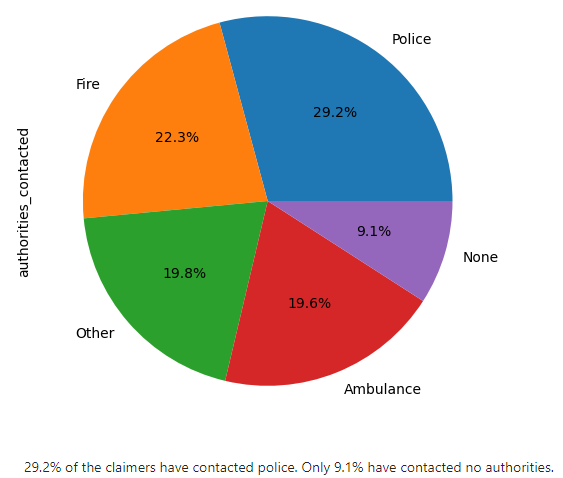 Police
Fire
29.2%
22.3%
authorities_contacted
9.1%
None
19.8%
19.6%
Other
Ambulance
29.2% of the claimers have contacted police. Only 9.1% have contacted no authorities.